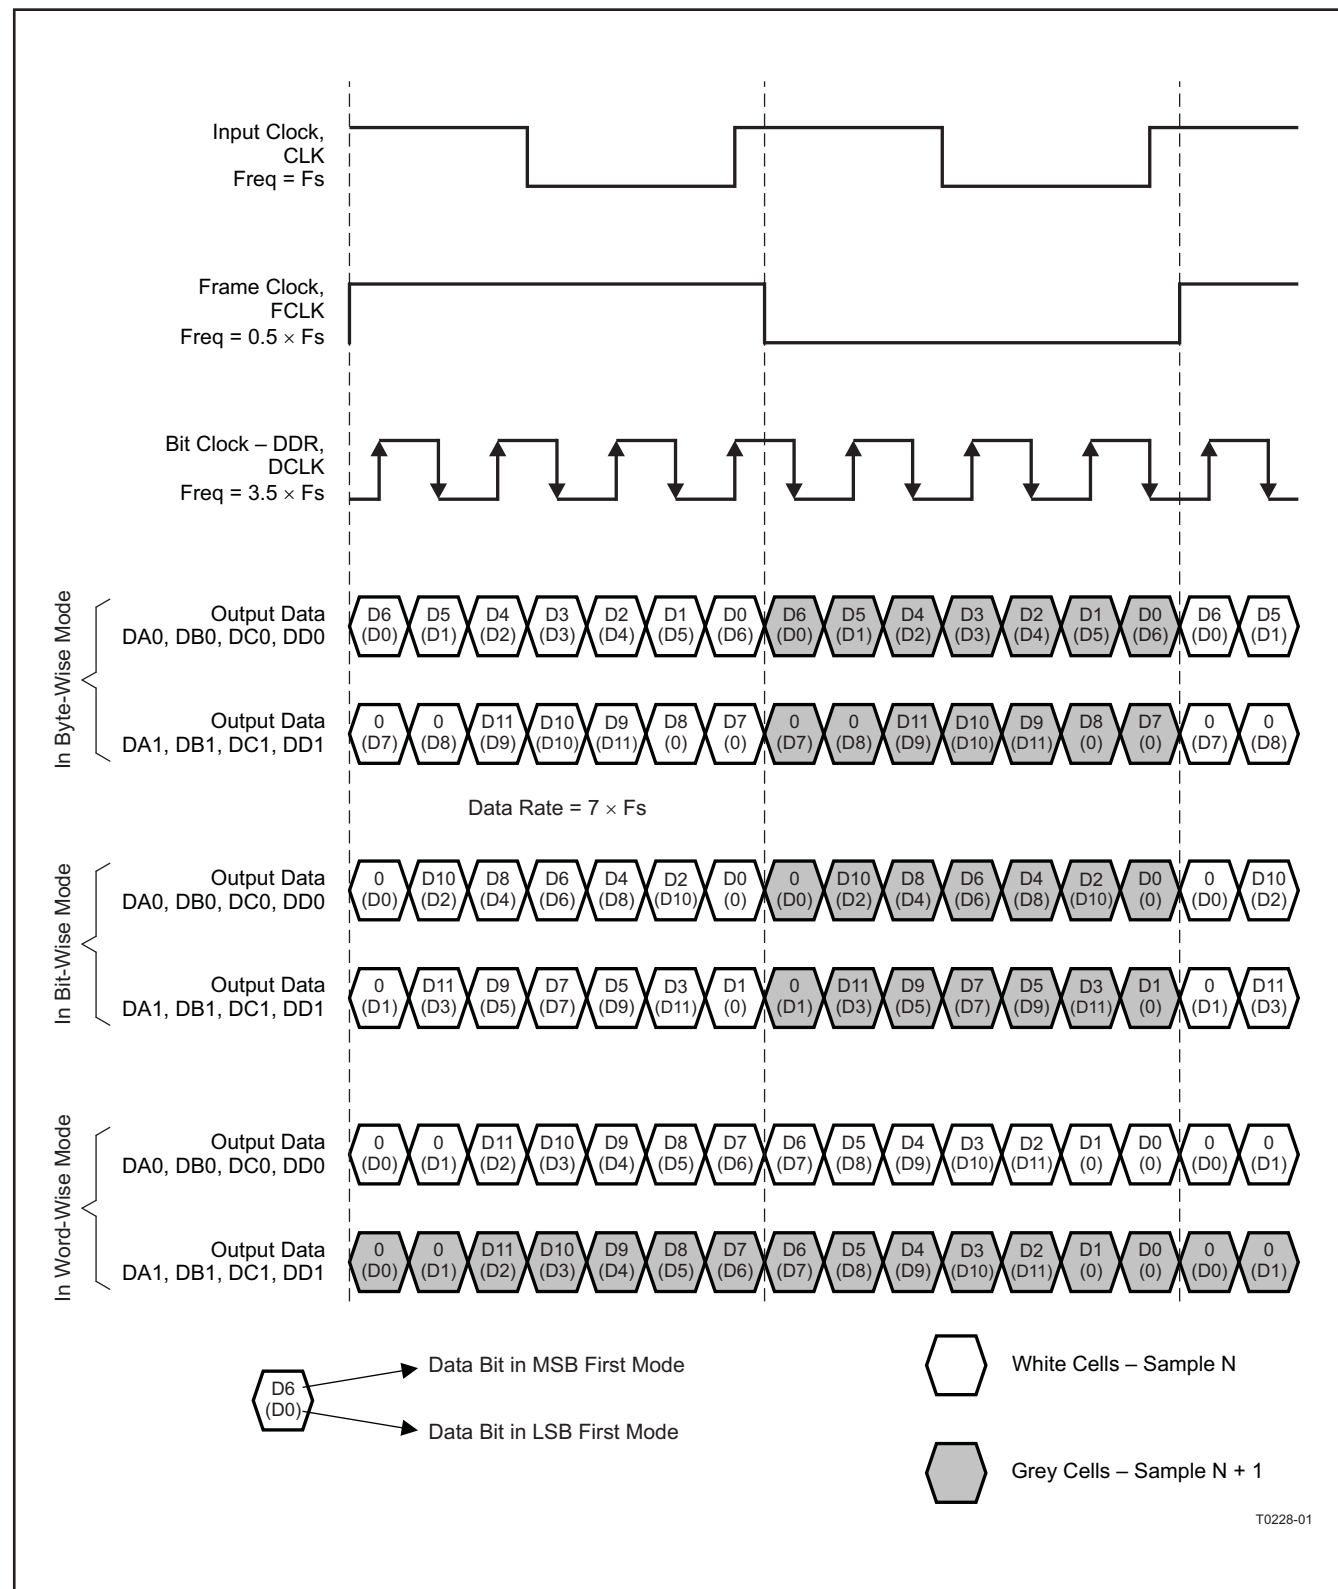 Input Clock,
CLK
Freq = Fs
Frame Clock,
FCLK
Freq = 0.5 × Fs
Bit Clock – DDR,
DCLK
Freq = 3.5 × Fs
In Byte-Wise Mode
Output Data
DA0, DB0, DC0, DD0
D6 D5 D4 D3 D2 D1 D0 D6 D5 D4 D3 D2 D1 D0 D6 D5
(D0) (D1) (D2) (D3) (D4) (D5) (D6) (D0) (D1) (D2) (D3) (D4) (D5) (D6) (D0) (D1)
Output Data
DA1, DB1, DC1, DD1
0 0 D11 D10 D9 D8 D7 0 0 D11 D10 D9 D8 D7 0 0
(D7) (D8) (D9) (D10) (D11) (0) (0) (D7) (D8) (D9) (D10) (D11) (0) (0) (D7) (D8)
Data Rate = 7 × Fs
In Bit-Wise Mode
Output Data
DA0, DB0, DC0, DD0
0 D10 D8 D6 D4 D2 D0 0 D10 D8 D6 D4 D2 D0 0 D10
(D0) (D2) (D4) (D6) (D8) (D10) (0) (D0) (D2) (D4) (D6) (D8) (D10) (0) (D0) (D2)
Output Data
DA1, DB1, DC1, DD1
0 D11 D9 D7 D5 D3 D1 0 D11 D9 D7 D5 D3 D1 0 D11
(D1) (D3) (D5) (D7) (D9) (D11) (0) (D1) (D3) (D5) (D7) (D9) (D11) (0) (D1) (D3)
In Word-Wise Mode
Output Data
DA0, DB0, DC0, DD0
0 0 D11 D10 D9 D8 D7 D6 D5 D4 D3 D2 D1 D0 0 0
(D0) (D1) (D2) (D3) (D4) (D5) (D6) (D7) (D8) (D9) (D10) (D11) (0) (0) (D0) (D1)
Output Data
DA1, DB1, DC1, DD1
0 0 D11 D10 D9 D8 D7 D6 D5 D4 D3 D2 D1 D0 0 0
(D0) (D1) (D2) (D3) (D4) (D5) (D6) (D7) (D8) (D9) (D10) (D11) (0) (0) (D0) (D1)
D6
(D0)
Data Bit in MSB First Mode
Data Bit in LSB First Mode
White Cells – Sample N
Grey Cells – Sample N + 1
T0228-01